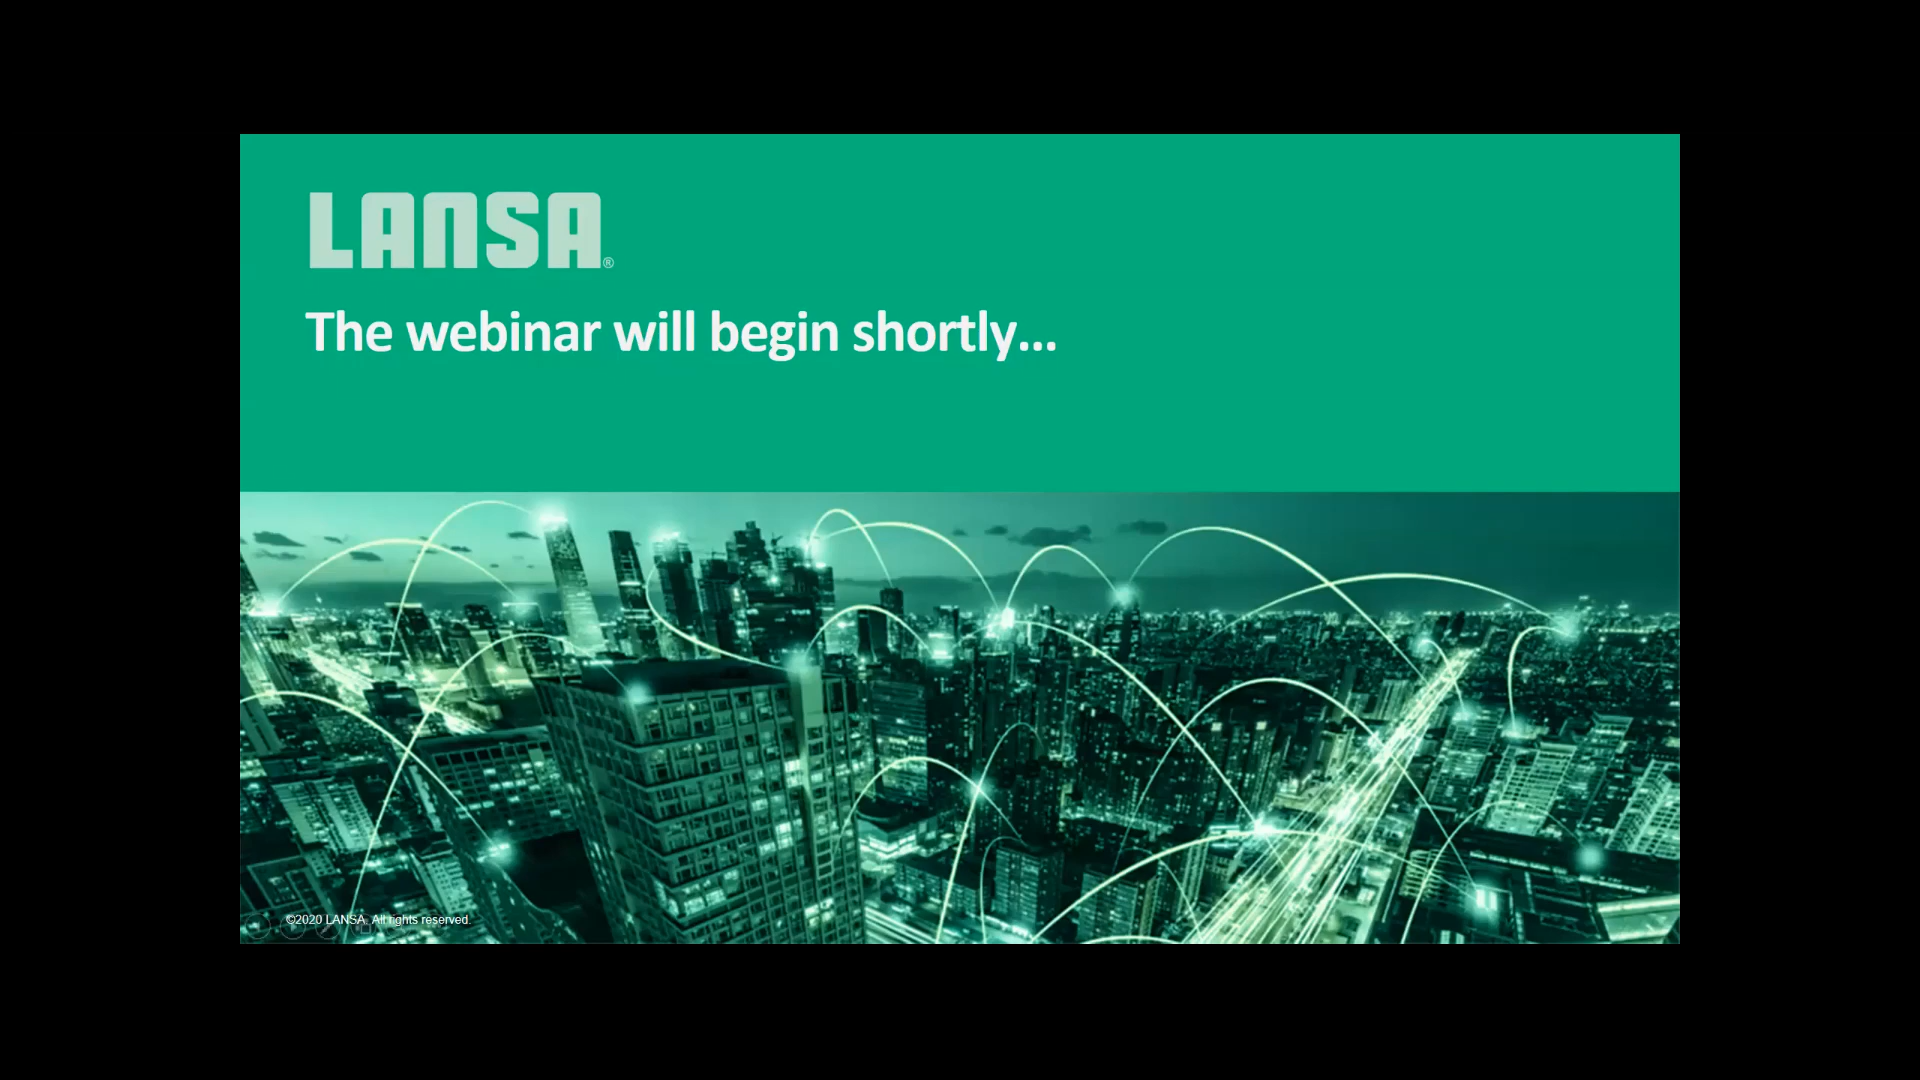 LANSA®
The webinar will begin shortly...
©2020 LANSA. All rights reserved.